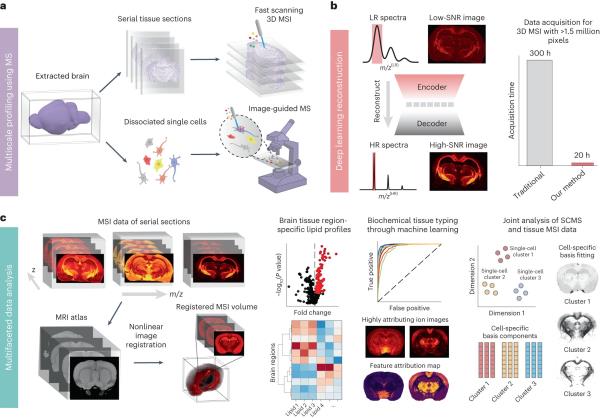 a
Multiscale profiling using MS
Serial tissue sections
Fast scanning
3D MSI
Extracted brain
Dissociated single cells
Image-guided MS
b
Deep learning reconstruction
LR spectra
Low-SNR image
m/z(LR)
Encoder
Reconstruct
Decoder
HR spectra
High-SNR image
m/z(HR)
Data acquisition for
3D MSI with >1.5 million
pixels
300 h
Acquisition time
20 h
Traditional
Our method
c
Multifaceted data analysis
MSI data of serial sections
z
m/z
MRI atlas
Nonlinear
image
registration
Registered MSI volume
Brain tissue region-
specific lipid profiles
-log10(P value)
Fold change
Brain regions
Lipid 1
Lipid 2
Lipid 3
Lipid 4
...
Biochemical tissue typing
through machine learning
True positive
False positive
Highly attributing ion images
Feature attribution map
Joint analysis of SCMS
and tissue MSI data
Dimension 2
Single-cell
cluster 1
Single-cell
cluster 2
Single-cell
cluster 3
Dimension 1
Cell-specific
basis components
Cluster 1
Cluster 2
Cluster 3
Cell-specific
basis fitting
Cluster 1
Cluster 2
Cluster 3